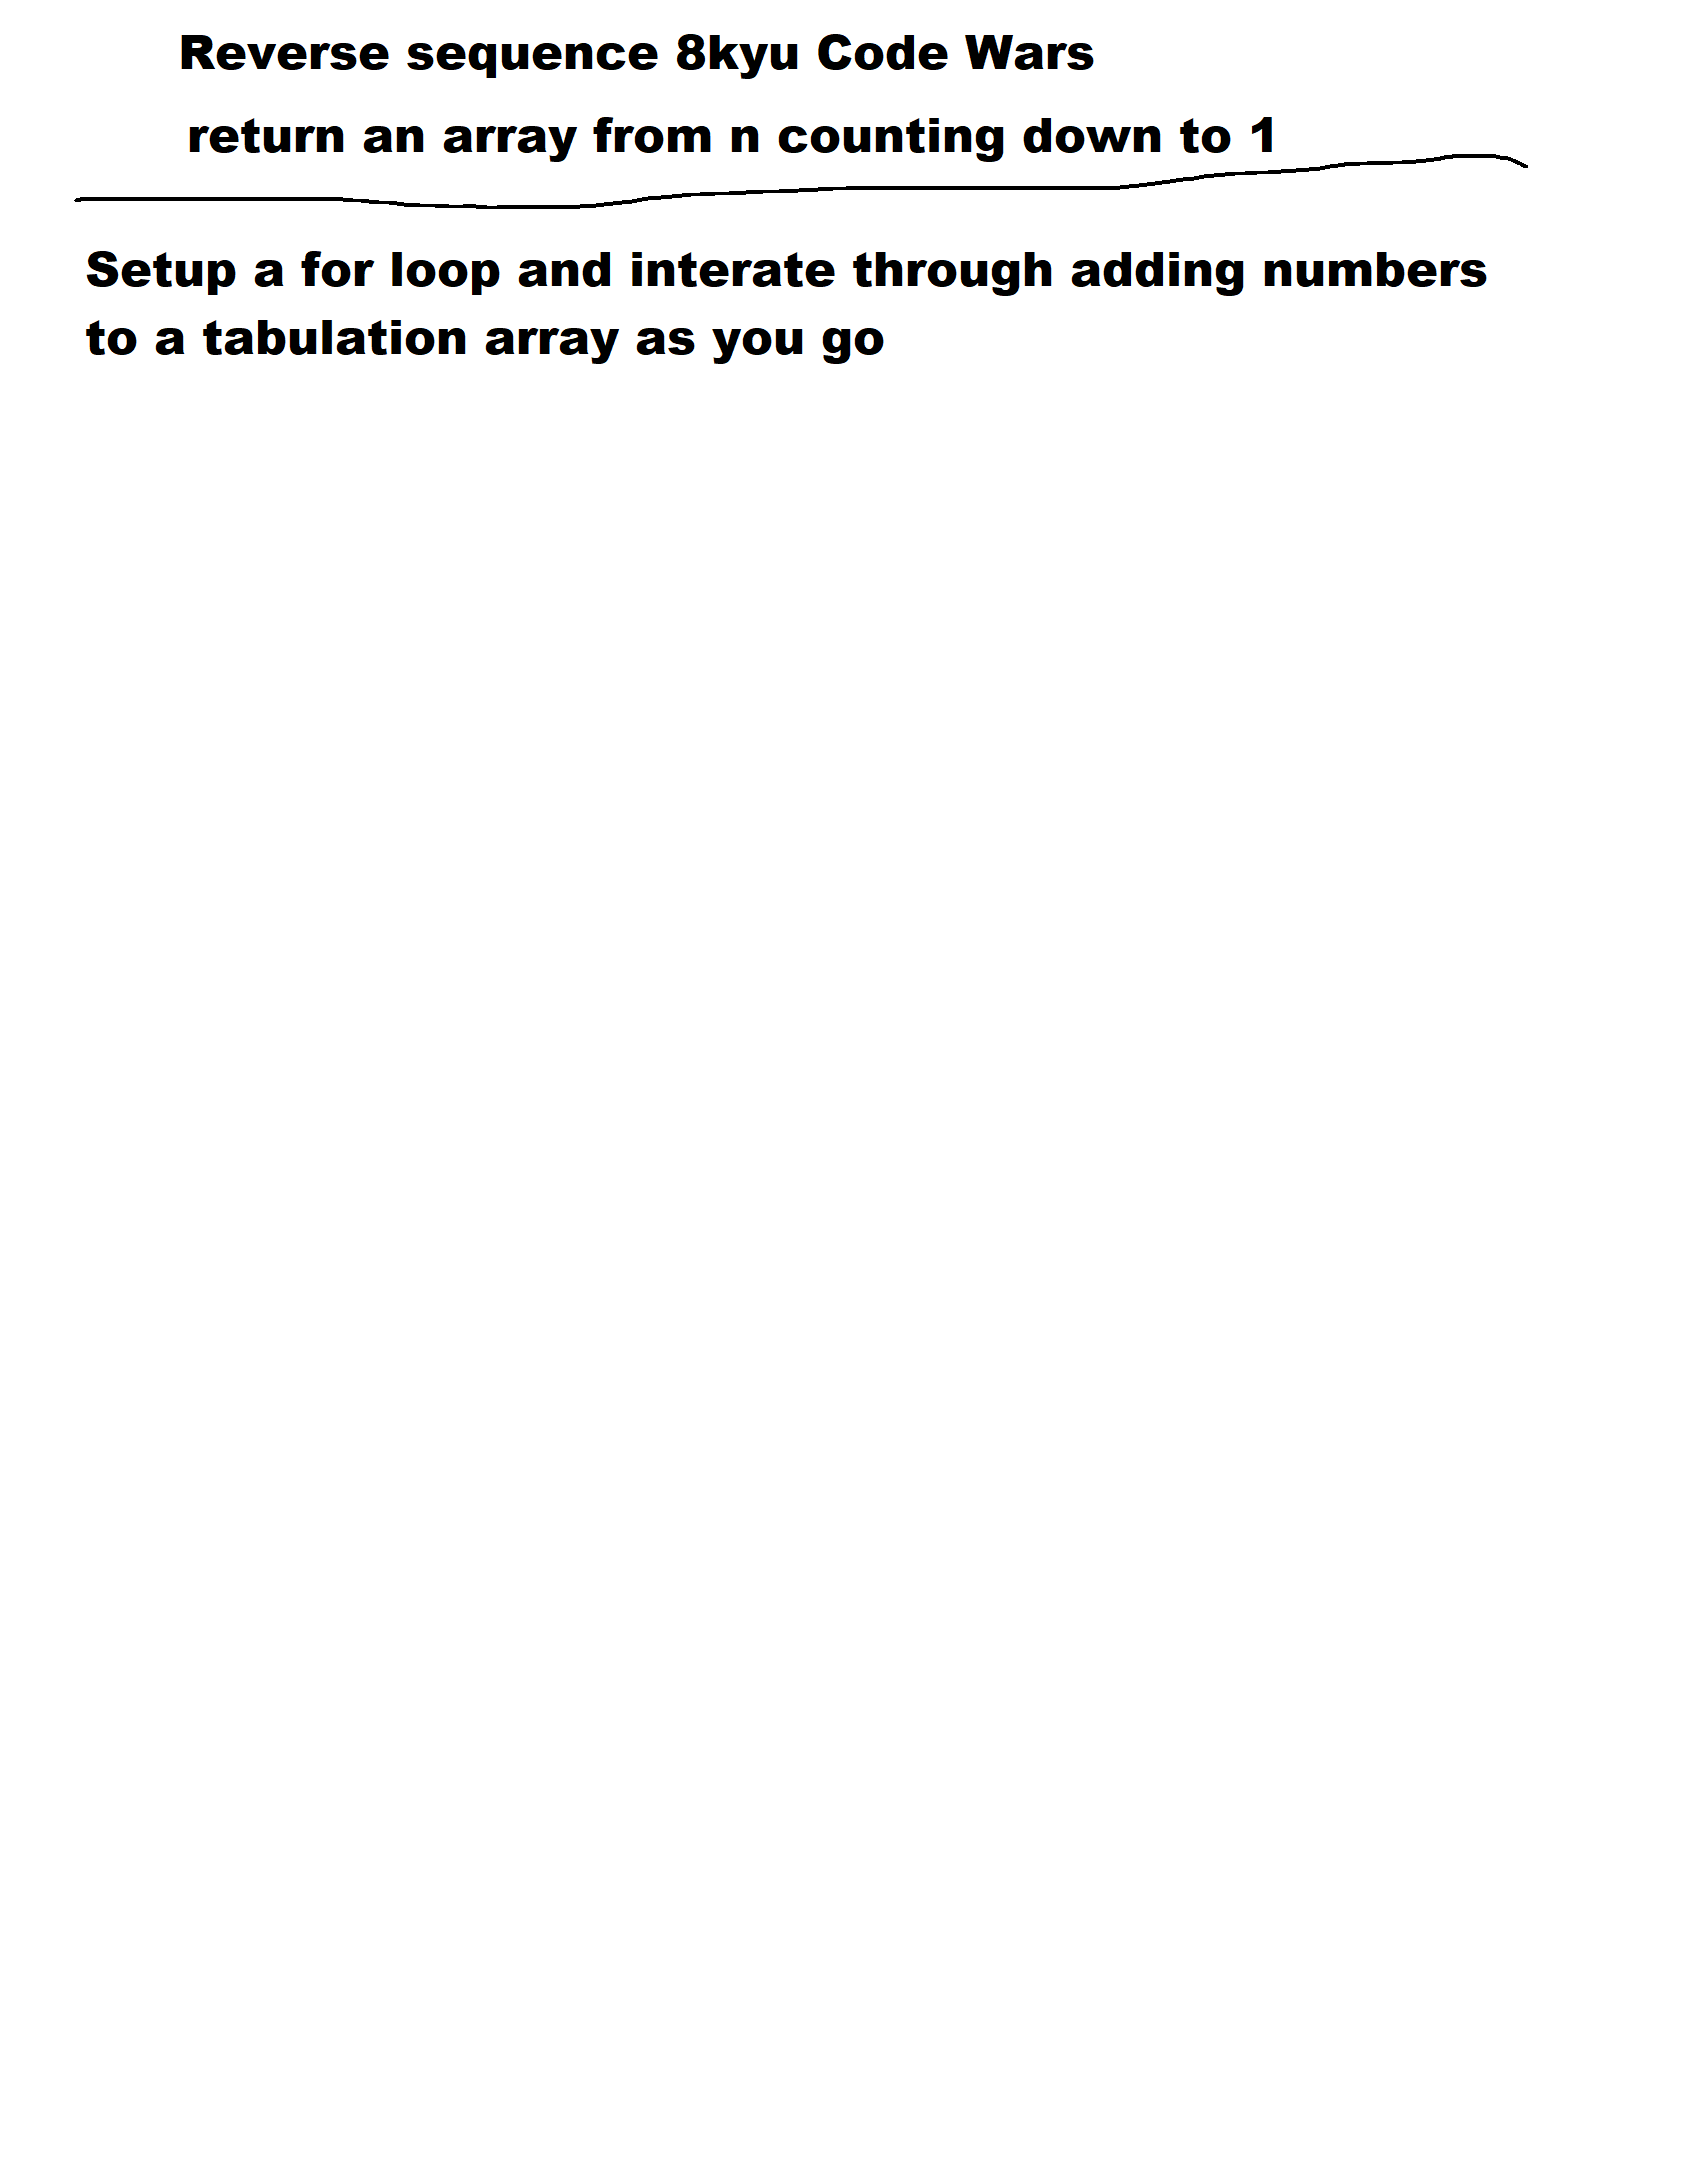 Reverse sequence 8kyu Code Wars
return an array from n counting down to 1
Setup a for loop and interate through adding numbers
to a tabulation array as you go